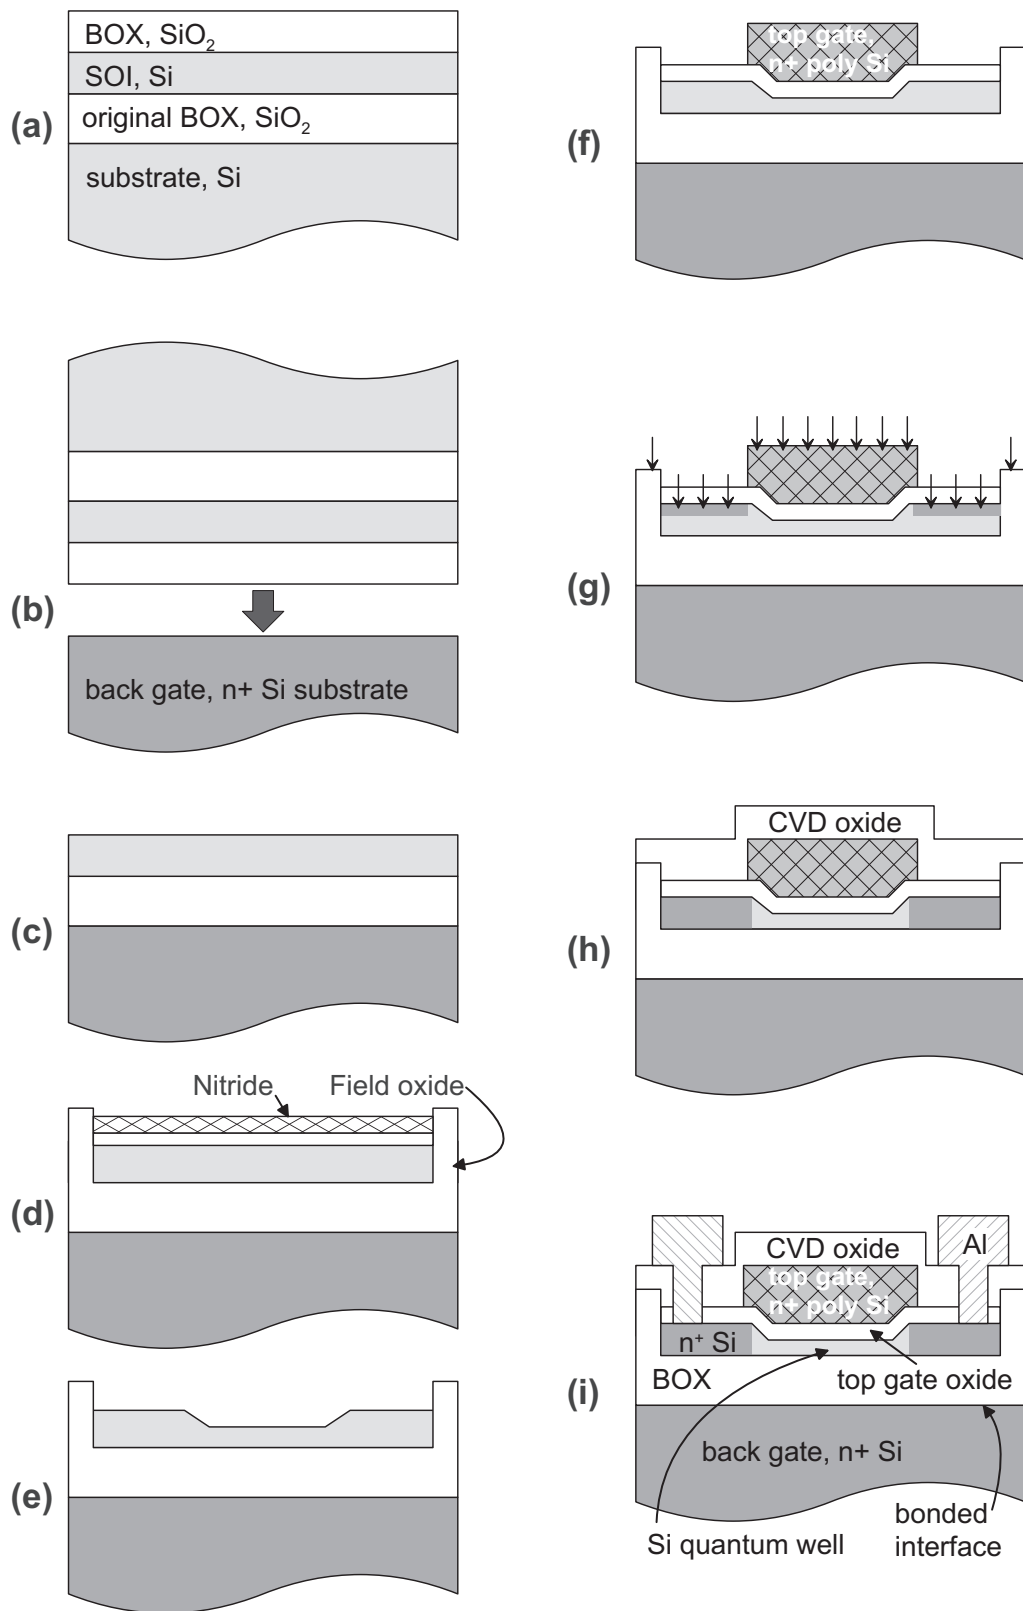 (a)
BOX, SiO₂
SOI, Si
original BOX, SiO₂
substrate, Si
(b)
back gate, n+ Si substrate
(c)
(d)
Nitride
Field oxide
(e)
(f)
top gate,
n+ poly Si
(g)
(h)
CVD oxide
(i)
CVD oxide
Al
top gate,
n+ poly Si
n⁺ Si
BOX
top gate oxide
back gate, n+ Si
Si quantum well
bonded
interface